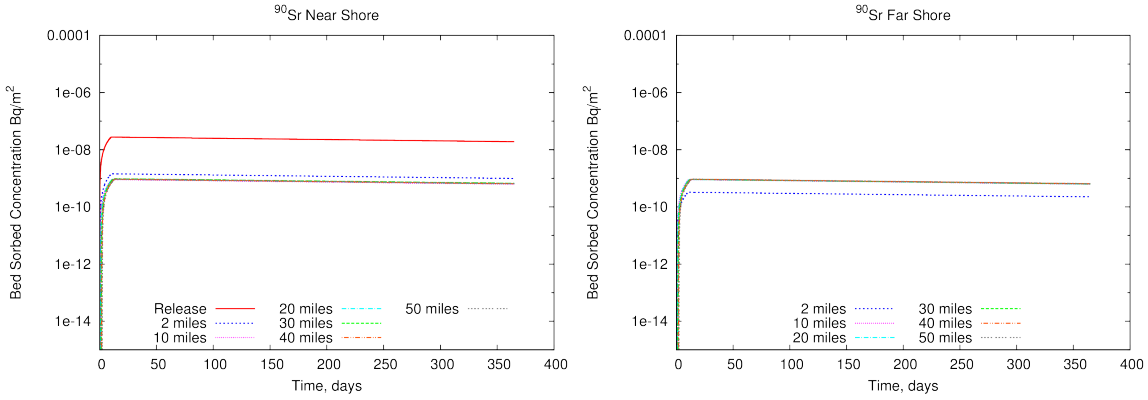 ⁹⁰Sr Near Shore
Bed Sorbed Concentration Bq/m²
0.0001
1e-06
1e-08
1e-10
1e-12
1e-14
Release
2 miles
10 miles
20 miles
30 miles
40 miles
50 miles
0 50 100 150 200 250 300 350 400
Time, days
⁹⁰Sr Far Shore
Bed Sorbed Concentration Bq/m²
0.0001
1e-06
1e-08
1e-10
1e-12
1e-14
2 miles
10 miles
20 miles
30 miles
40 miles
50 miles
0 50 100 150 200 250 300 350 400
Time, days